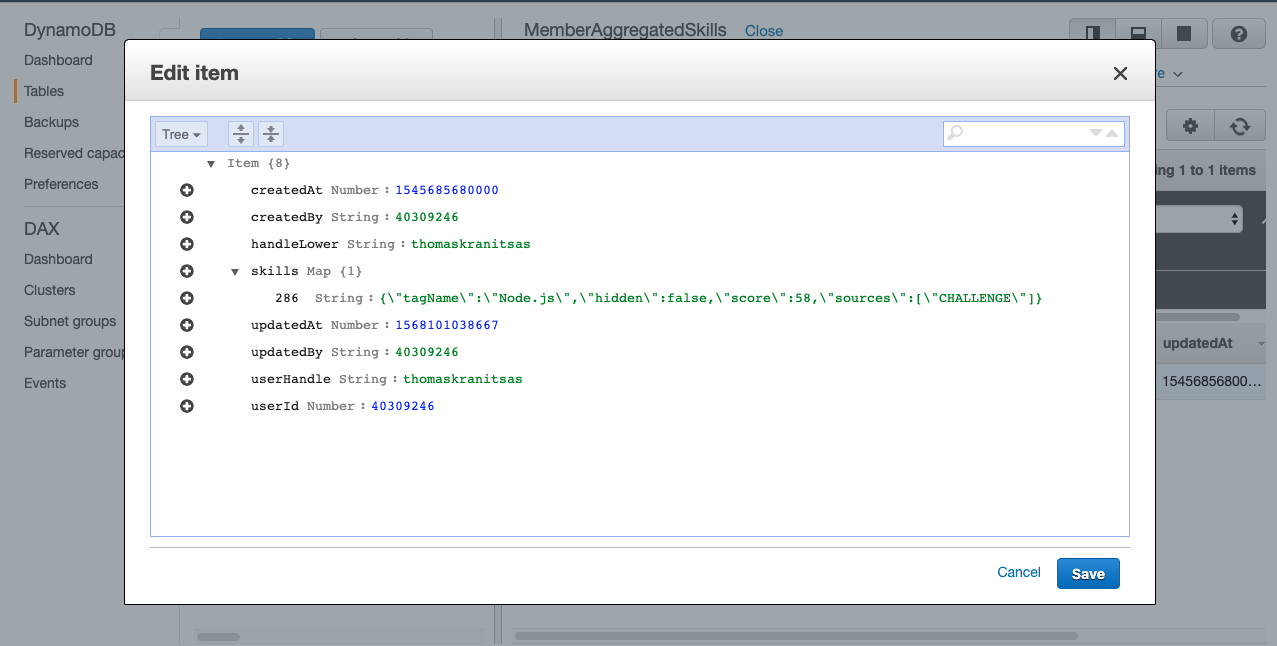 DynamoDB
Dashboard
Tables
Backups
Reserved capac
Preferences
DAX
Dashboard
Clusters
Subnet groups
Parameter group
Events
MemberAggregatedSkills Close
Edit item
Tree
Item {8}
createdAt Number : 1545685680000
createdBy String : 40309246
handleLower String : thomaskranitsas
skills Map {1}
286 String : {\"tagName\":\"Node.js\",\"hidden\":false,\"score\":58,\"sources\":[\"CHALLENGE\"]}
updatedAt Number : 1568101038667
updatedBy String : 40309246
userHandle String : thomaskranitsas
userId Number : 40309246
Cancel Save
re
ing 1 to 1 items
updatedAt
15456856800...